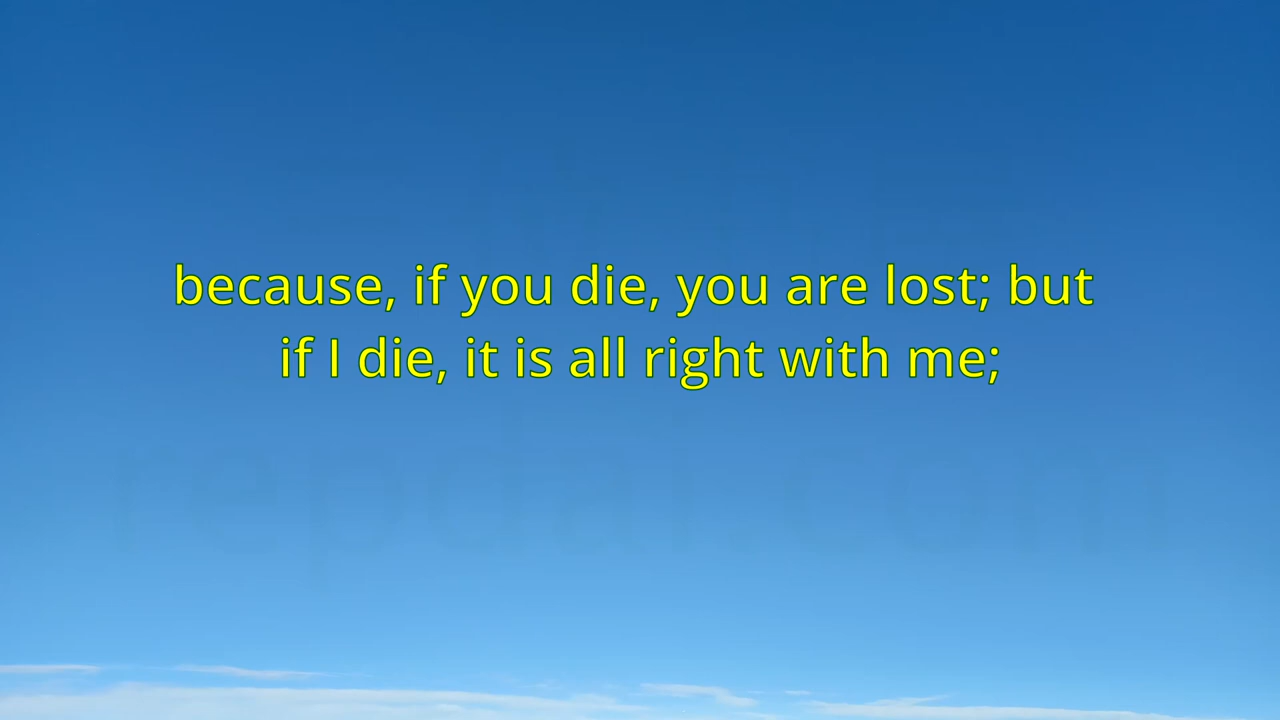 because, if you die, you are lost; but
if I die, it is all right with me;